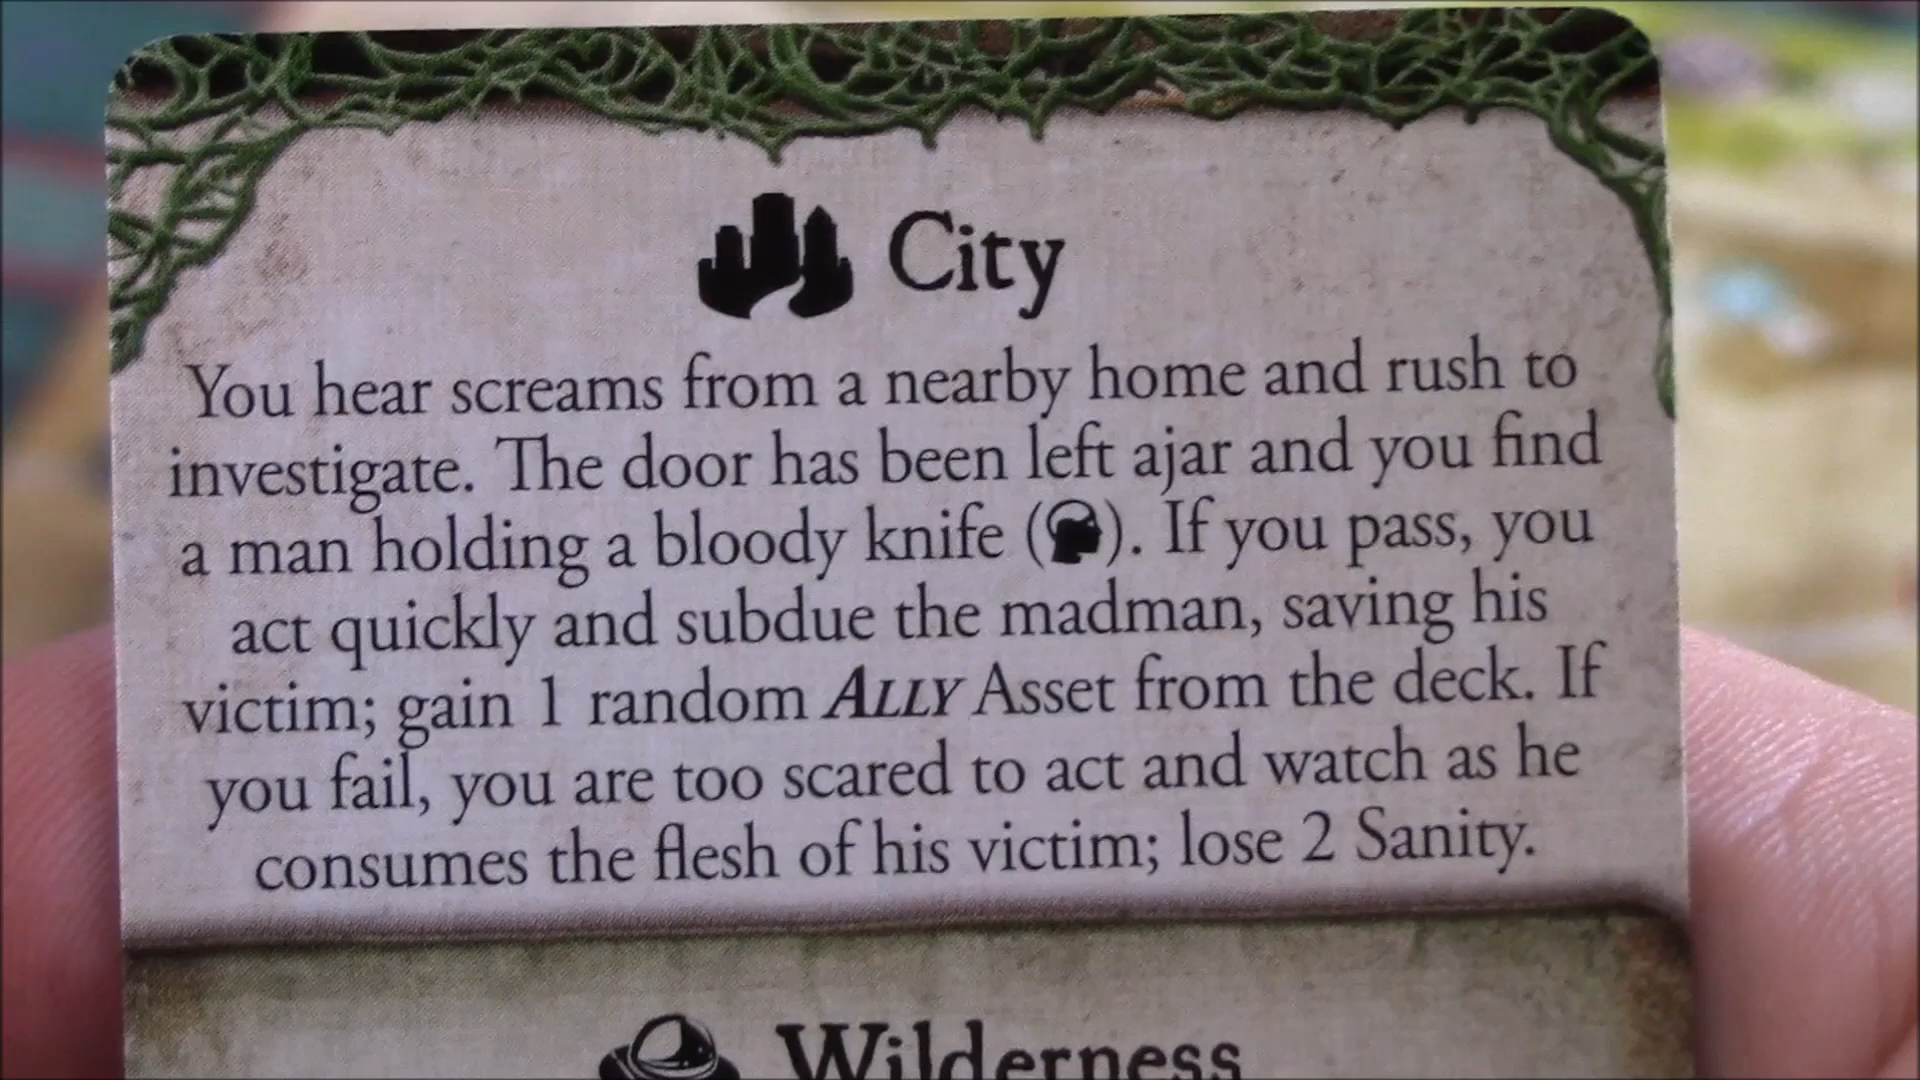 City
You hear screams from a nearby home and rush to
investigate. The door has been left ajar and you find
a man holding a bloody knife (). If you pass, you
act quickly and subdue the madman, saving his
victim; gain 1 random ALLY Asset from the deck. If
you fail, you are too scared to act and watch as he
consumes the flesh of his victim; lose 2 Sanity.
Wilderness